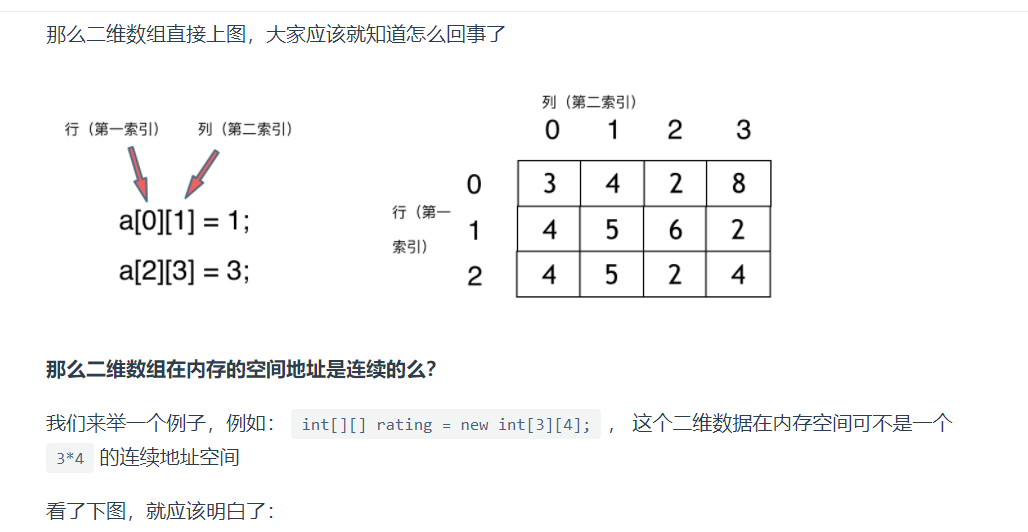 那么二维数组直接上图，大家应该就知道怎么回事了
行（第一索引） 列（第二索引）
a[0][1] = 1;
a[2][3] = 3;
列（第二索引）
0 1 2 3
行（第一
索引）
0 3 4 2 8
1 4 5 6 2
2 4 5 2 4
那么二维数组在内存的空间地址是连续的么？
我们来举一个例子，例如： int[][] rating = new int[3][4]; ， 这个二维数据在内存空间可不是一个
3*4 的连续地址空间
看了下图，就应该明白了：